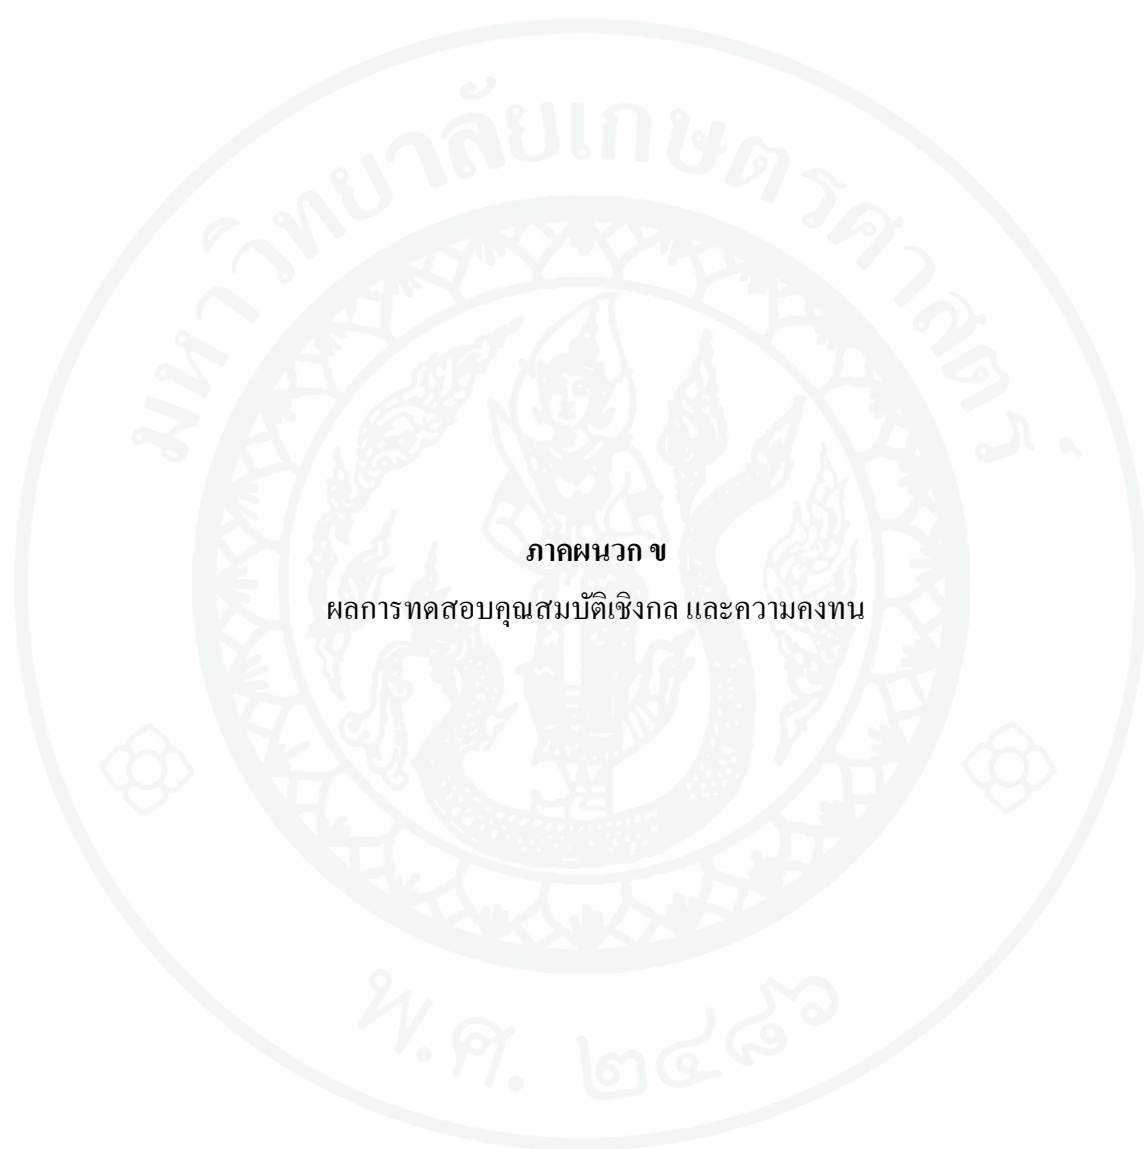 มหาวิทยาลัยเกษตรศาสตร์
ภาคผนวก ข
ผลการทดสอบคุณสมบัติเชิงกล และความคงทน
พ.ศ. ๒๔๘๖